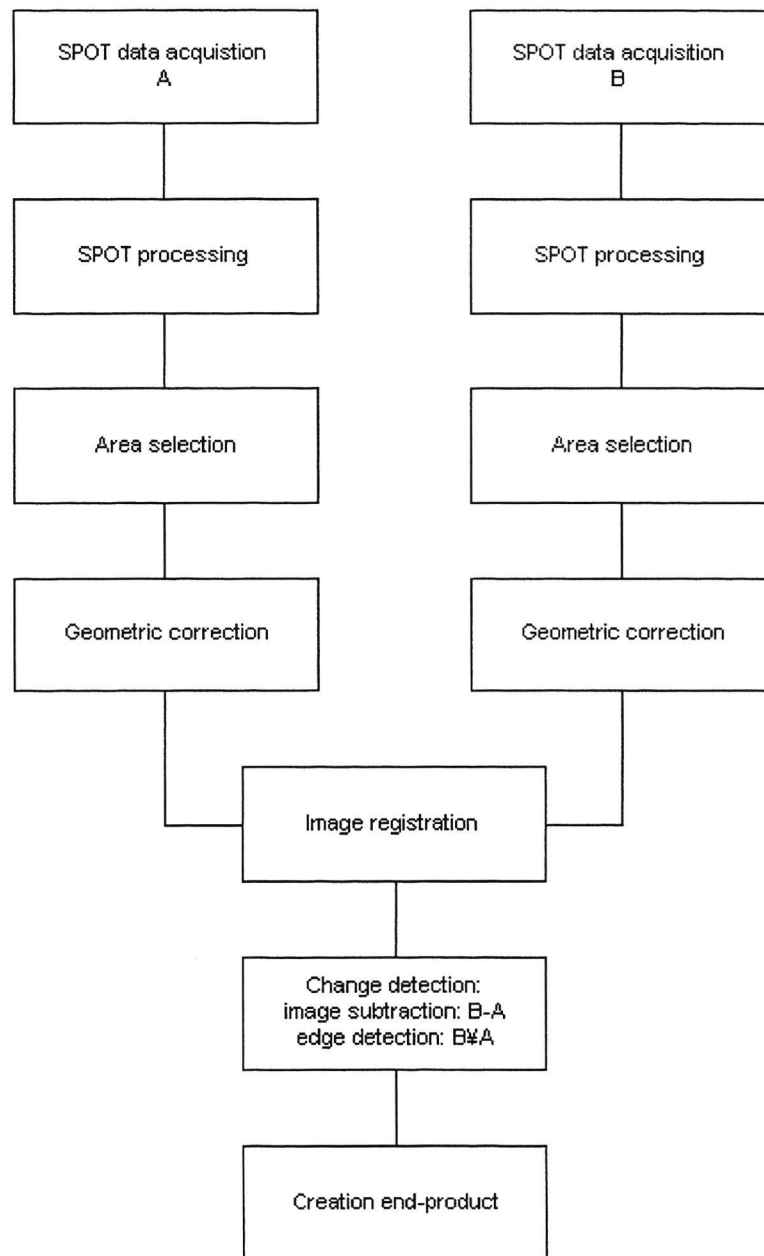 SPOT data acquistion
A
SPOT data acquisition
B
SPOT processing
SPOT processing
Area selection
Area selection
Geometric correction
Geometric correction
Image registration
Change detection:
image subtraction: B-A
edge detection: B¥A
Creation end-product